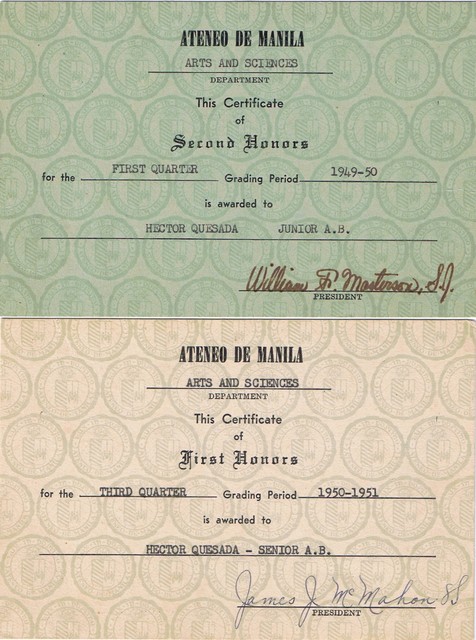 ATENEO DE MANILA
ARTS AND SCIENCES
DEPARTMENT
This Certificate
of
Second Honors
for the FIRST QUARTER Grading Period 1949-50
is awarded to
HECTOR QUESADA JUNIOR A.B.
William F. Masterson, S.J.
PRESIDENT
ATENEO DE MANILA
ARTS AND SCIENCES
DEPARTMENT
This Certificate
of
First Honors
for the THIRD QUARTER Grading Period 1950-1951
is awarded to
HECTOR QUESADA - SENIOR A.B.
James J. McMahon SJ
PRESIDENT